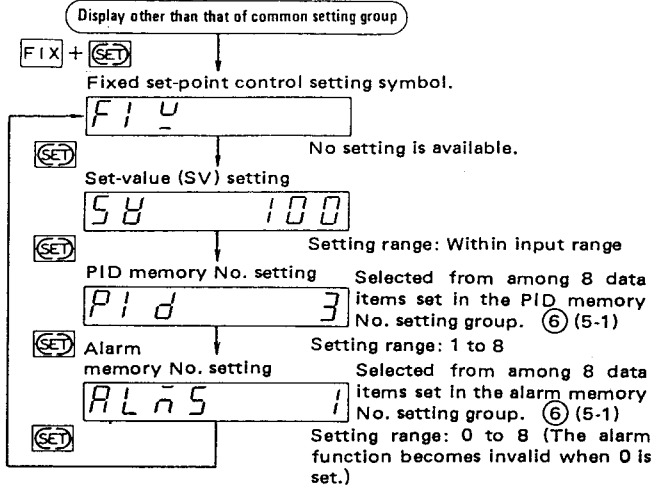 Display other than that of common setting group
FIX + SET
Fixed set-point control setting symbol.
FI
No setting is available.
SET
Set-value (SV) setting
SV 100
SET
Setting range: Within input range
PID memory No. setting
PId 3
Selected from among 8 data
items set in the PID memory
No. setting group. ⑥ (5-1)
Setting range: 1 to 8
SET
Alarm
memory No. setting
ALMS 1
Selected from among 8 data
items set in the alarm memory
No. setting group. ⑥ (5-1)
SET
Setting range: 0 to 8 (The alarm
function becomes invalid when 0 is
set.)